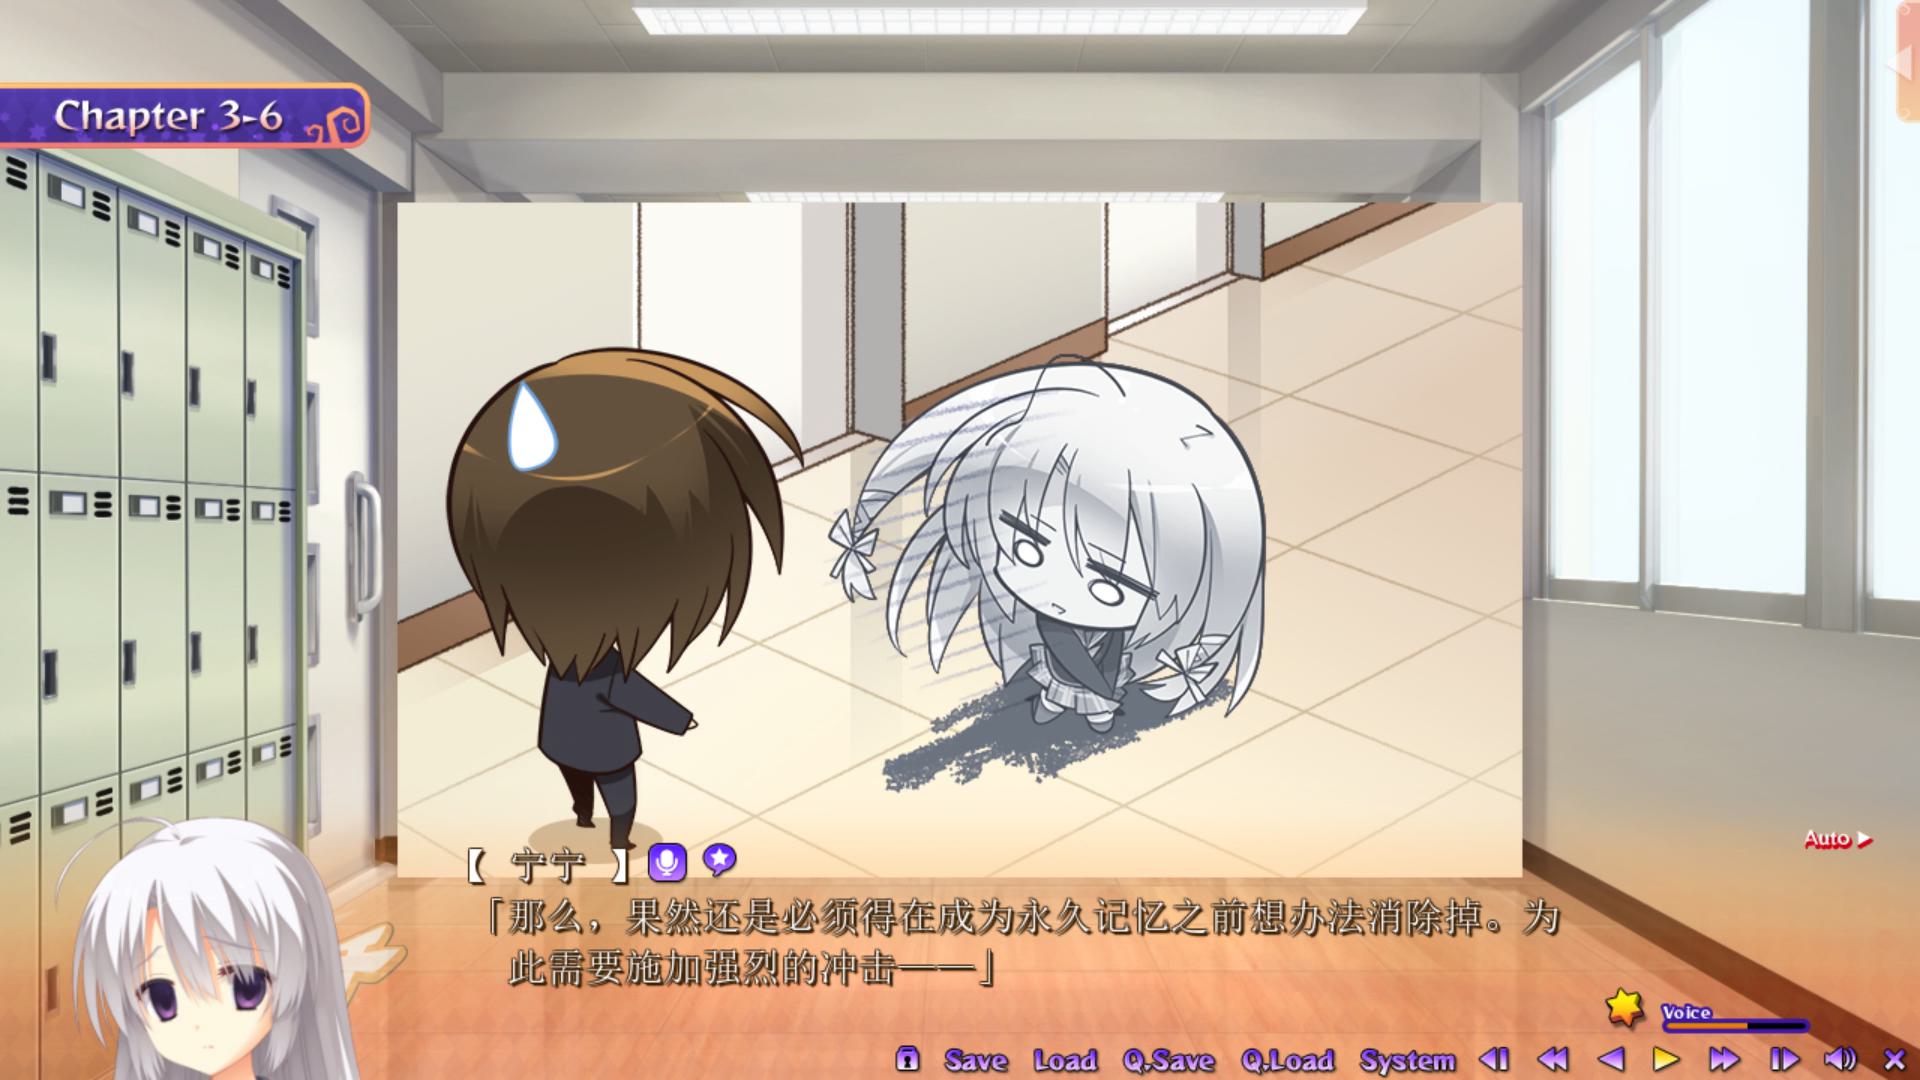 Chapter 3-6
Auto
【 宁宁 】
「那么，果然还是必须得在成为永久记忆之前想办法消除掉。为
此需要施加强烈的冲击——」
Voice
Save Load Q.Save Q.Load System